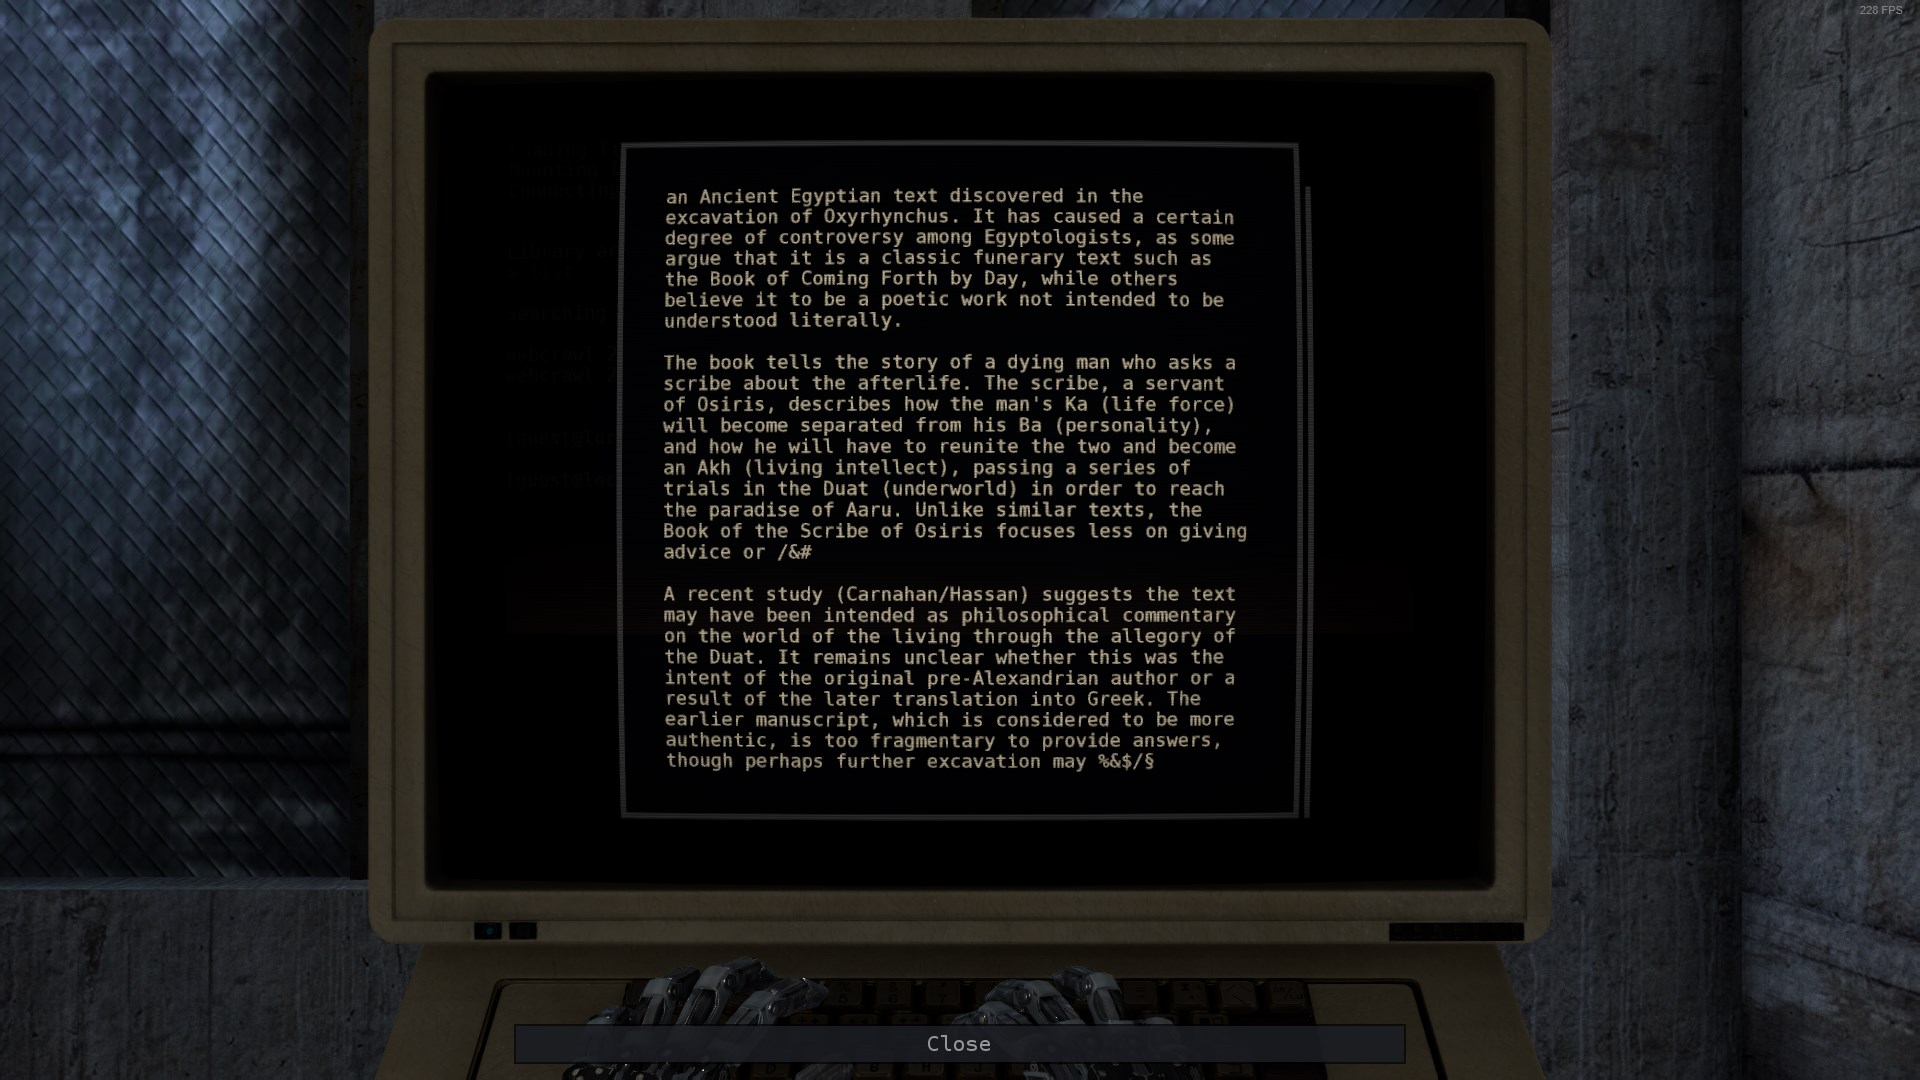 228 FPS
an Ancient Egyptian text discovered in the
excavation of Oxyrhynchus. It has caused a certain
degree of controversy among Egyptologists, as some
argue that it is a classic funerary text such as
the Book of Coming Forth by Day, while others
believe it to be a poetic work not intended to be
understood literally.
The book tells the story of a dying man who asks a
scribe about the afterlife. The scribe, a servant
of Osiris, describes how the man's Ka (life force)
will become separated from his Ba (personality),
and how he will have to reunite the two and become
an Akh (living intellect), passing a series of
trials in the Duat (underworld) in order to reach
the paradise of Aaru. Unlike similar texts, the
Book of the Scribe of Osiris focuses less on giving
advice or /&#
A recent study (Carnahan/Hassan) suggests the text
may have been intended as philosophical commentary
on the world of the living through the allegory of
the Duat. It remains unclear whether this was the
intent of the original pre-Alexandrian author or a
result of the later translation into Greek. The
earlier manuscript, which is considered to be more
authentic, is too fragmentary to provide answers,
though perhaps further excavation may %&$/§
Close